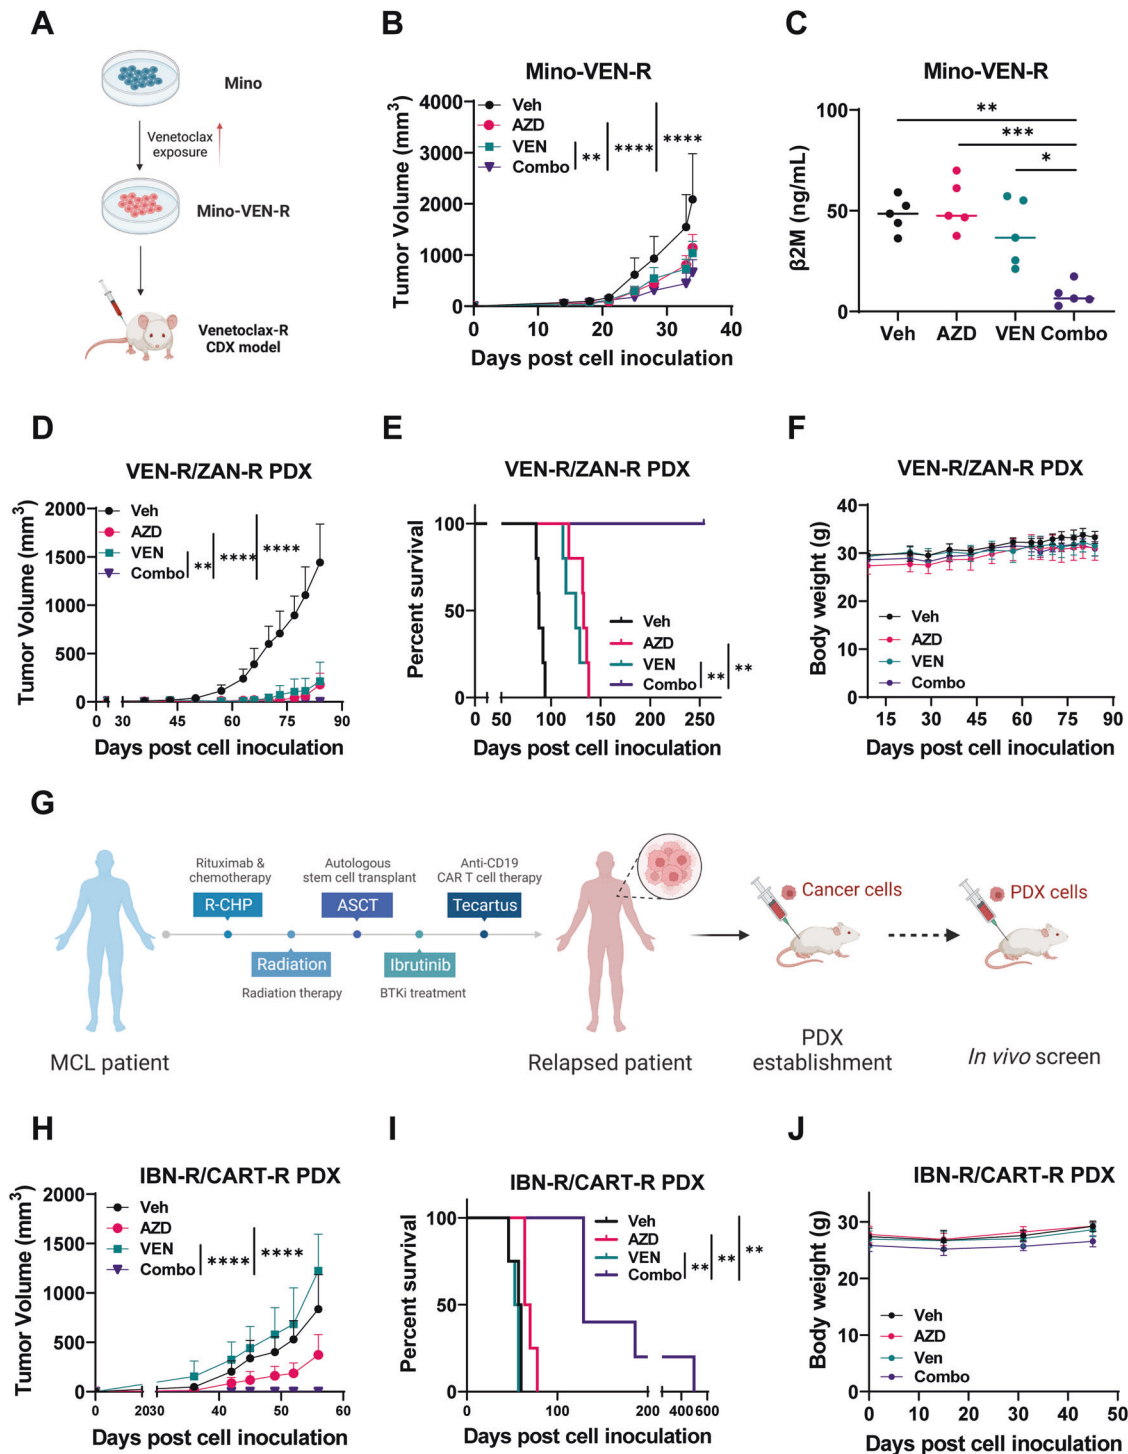 A
Mino
Venetoclax
exposure
Mino-VEN-R
Venetoclax-R
CDX model
B
Mino-VEN-R
Tumor Volume (mm³)
4000
3000
2000
1000
0
Veh
AZD
VEN
Combo
** **** ****
0 10 20 30 40
Days post cell inoculation
C
Mino-VEN-R
β2M (ng/mL)
100
50
0
**
***
*
Veh AZD VEN Combo
D
VEN-R/ZAN-R PDX
Tumor Volume (mm³)
2000
1500
1000
500
0
Veh
AZD
VEN
Combo
** **** ****
0 30 45 60 75 90
Days post cell inoculation
E
VEN-R/ZAN-R PDX
Percent survival
100
50
0
Veh
AZD
VEN
Combo
** **
0 50 100 150 200 250
Days post cell inoculation
F
VEN-R/ZAN-R PDX
Body weight (g)
40
30
20
10
0
Veh
AZD
VEN
Combo
15 30 45 60 75 90
Days post cell inoculation
G
Rituximab &
chemotherapy
R-CHP
Radiation
Radiation therapy
Autologous
stem cell transplant
ASCT
Ibrutinib
BTKi treatment
Anti-CD19
CAR T cell therapy
Tecartus
Cancer cells
PDX cells
MCL patient
Relapsed patient
PDX
establishment
In vivo screen
H
IBN-R/CART-R PDX
Tumor Volume (mm³)
2000
1500
1000
500
0
Veh
AZD
VEN
Combo
**** ****
0 20 30 40 50 60
Days post cell inoculation
I
IBN-R/CART-R PDX
Percent survival
100
50
0
Veh
AZD
VEN
Combo
** ** **
0 100 200 400 600
Days post cell inoculation
J
IBN-R/CART-R PDX
Body weight (g)
30
20
10
0
Veh
AZD
Ven
Combo
0 10 20 30 40 50
Days post cell inoculation